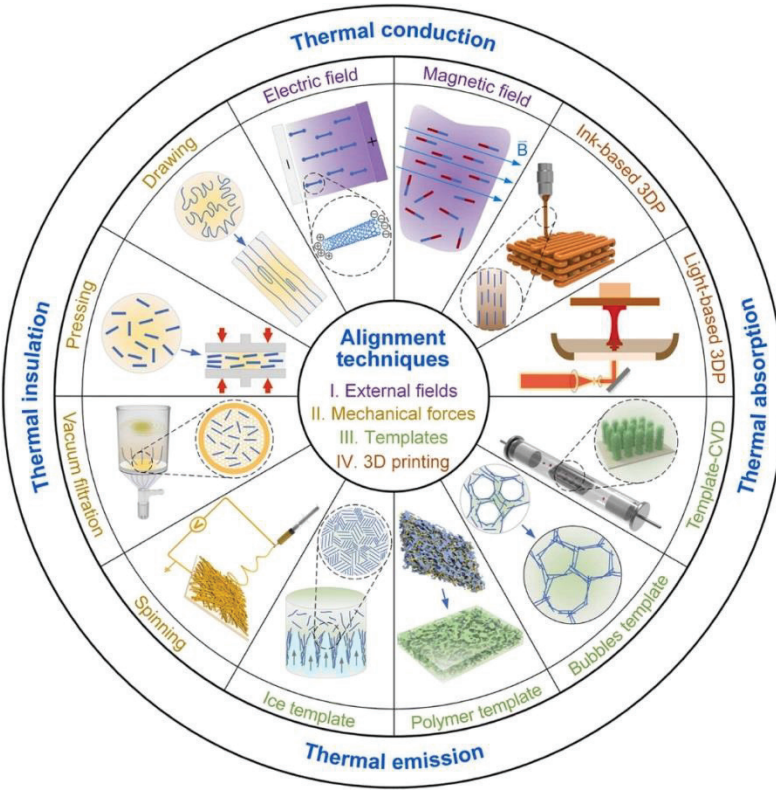 Thermal conduction
Electric field
Magnetic field
Ink-based 3DP
Light-based 3DP
Template-CVD
Bubbles template
Polymer template
Ice template
Spinning
Vacuum filtration
Pressing
Drawing
Thermal absorption
Thermal emission
Thermal insulation
Alignment
techniques
I. External fields
II. Mechanical forces
III. Templates
IV. 3D printing
-
+
B
V